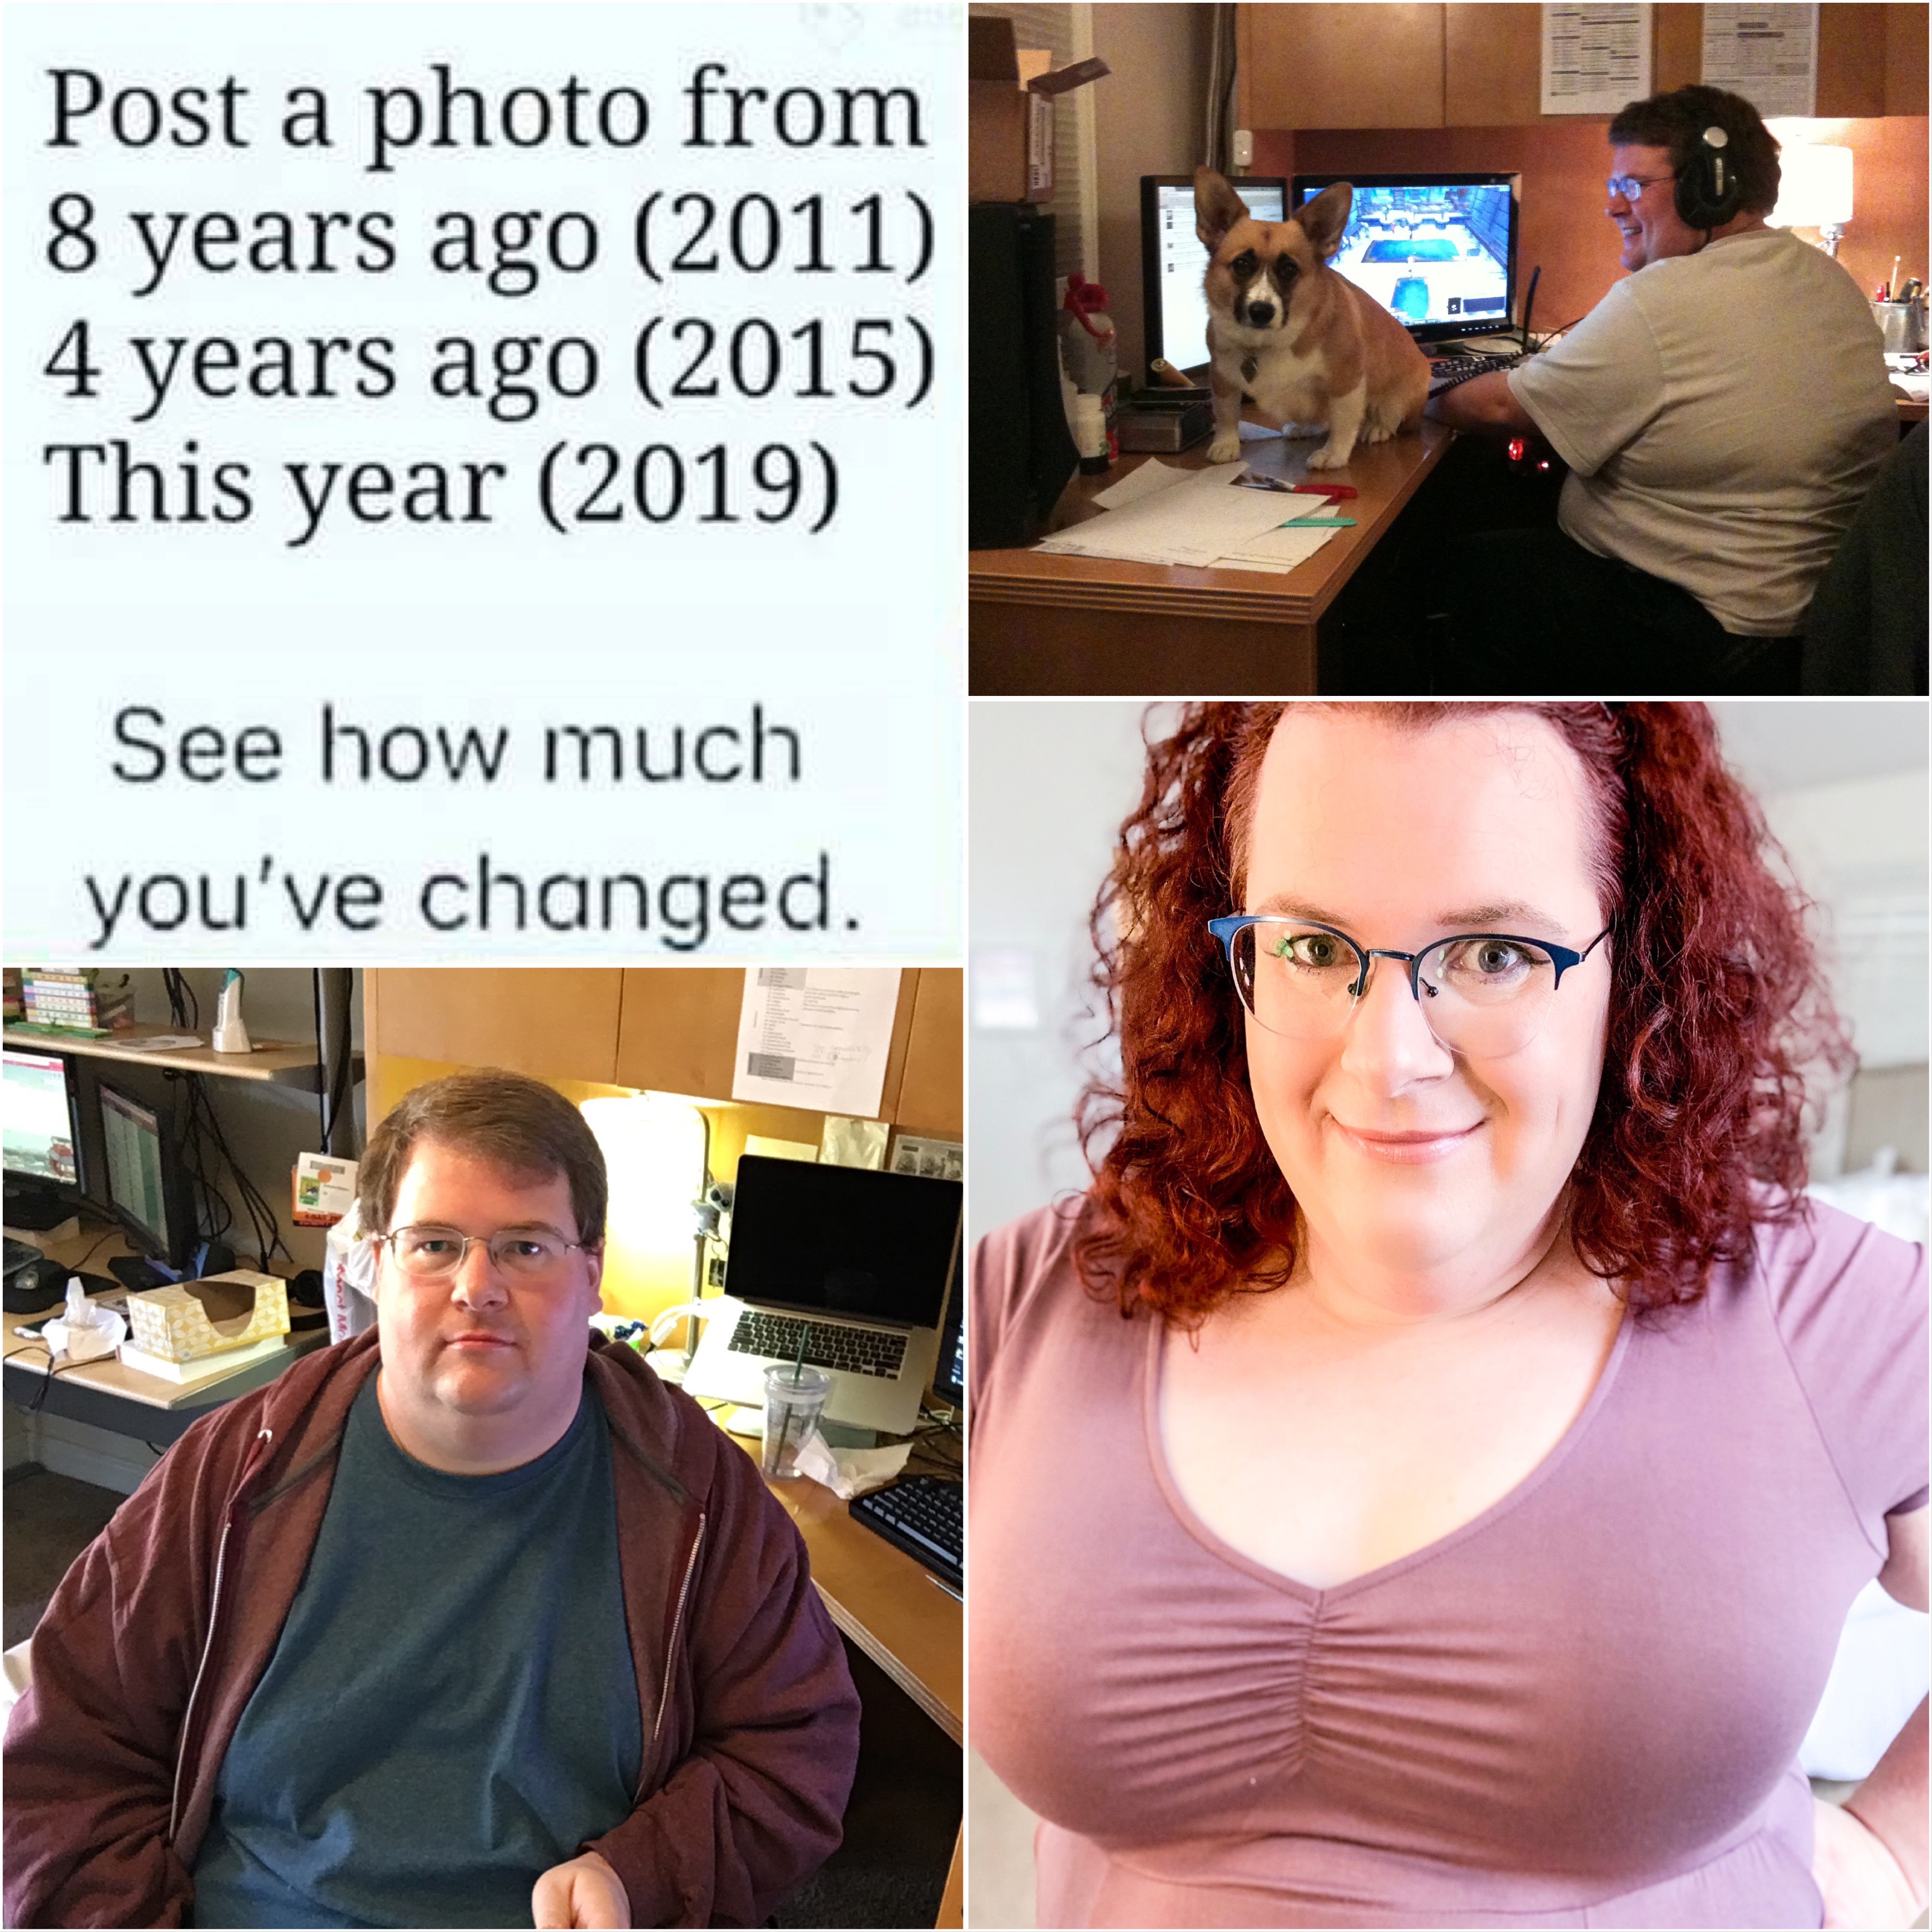 Post a photo from
8 years ago (2011)
4 years ago (2015)
This year (2019)
See how much
you've changed.